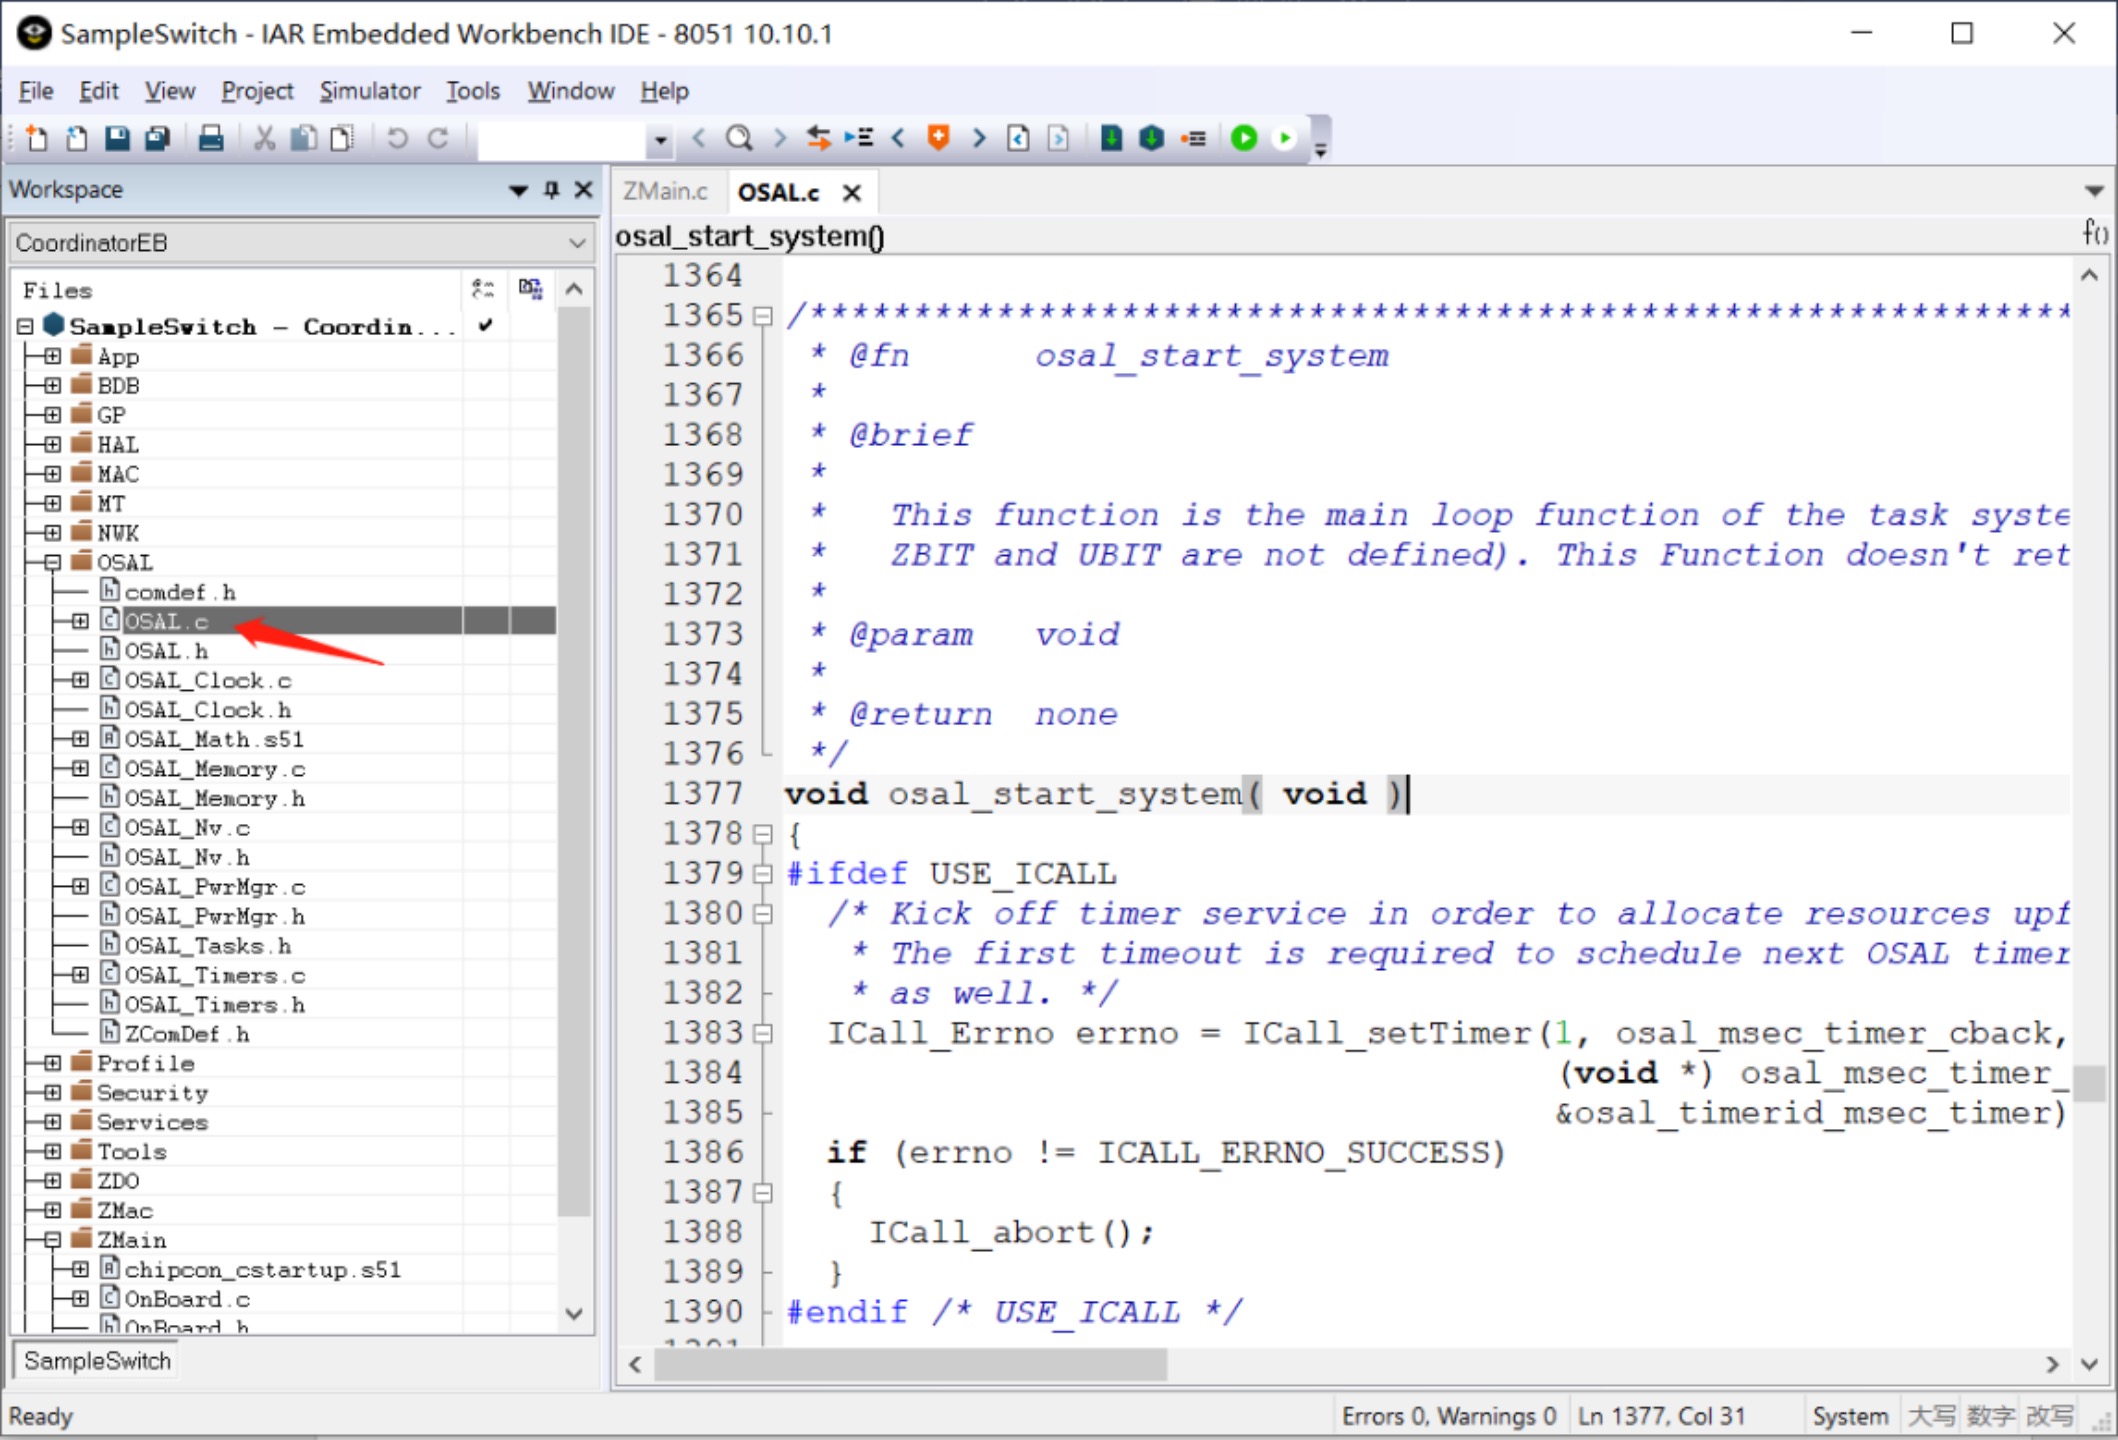 SampleSwitch - IAR Embedded Workbench IDE - 8051 10.10.1
File Edit View Project Simulator Tools Window Help
Workspace
CoordinatorEB
Files
SampleSwitch - Coordin...
App
BDB
GP
HAL
MAC
MT
NWK
OSAL
comdef.h
OSAL.c
OSAL.h
OSAL_Clock.c
OSAL_Clock.h
OSAL_Math.s51
OSAL_Memory.c
OSAL_Memory.h
OSAL_Nv.c
OSAL_Nv.h
OSAL_PwrMgr.c
OSAL_PwrMgr.h
OSAL_Tasks.h
OSAL_Timers.c
OSAL_Timers.h
ZComDef.h
Profile
Security
Services
Tools
ZDO
ZMac
ZMain
chipcon_cstartup.s51
OnBoard.c
OnBoard.h
SampleSwitch
ZMain.c OSAL.c
osal_start_system()
f()
1364
1365 /*************************************************************
1366 * @fn osal_start_system
1367 *
1368 * @brief
1369 *
1370 * This function is the main loop function of the task syste
1371 * ZBIT and UBIT are not defined). This Function doesn't ret
1372 *
1373 * @param void
1374 *
1375 * @return none
1376 */
1377 void osal_start_system( void )
1378 {
1379 #ifdef USE_ICALL
1380 /* Kick off timer service in order to allocate resources upf
1381 * The first timeout is required to schedule next OSAL timer
1382 * as well. */
1383 ICall_Errno errno = ICall_setTimer(1, osal_msec_timer_cback,
1384 (void *) osal_msec_timer_
1385 &osal_timerid_msec_timer)
1386 if (errno != ICALL_ERRNO_SUCCESS)
1387 {
1388 ICall_abort();
1389 }
1390 #endif /* USE_ICALL */
Ready
Errors 0, Warnings 0 Ln 1377, Col 31 System 大写 数字 改写